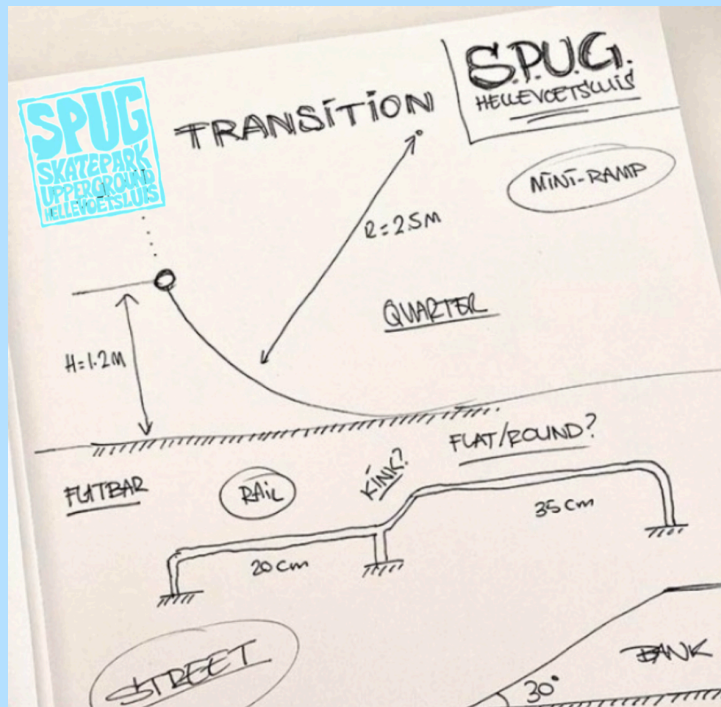 SPUG
SKATEPARK
UPPERGROUND
HELLEVOETSLUIS
TRANSITION
S.P.U.G.
HELLEVOETSLUIS
MINI-RAMP
R=2.5M
QUARTER
H=1.2M
FLATBAR
RAIL
KINK?
FLAT/ROUND?
20 cm
35 cm
STREET
BANK
30°